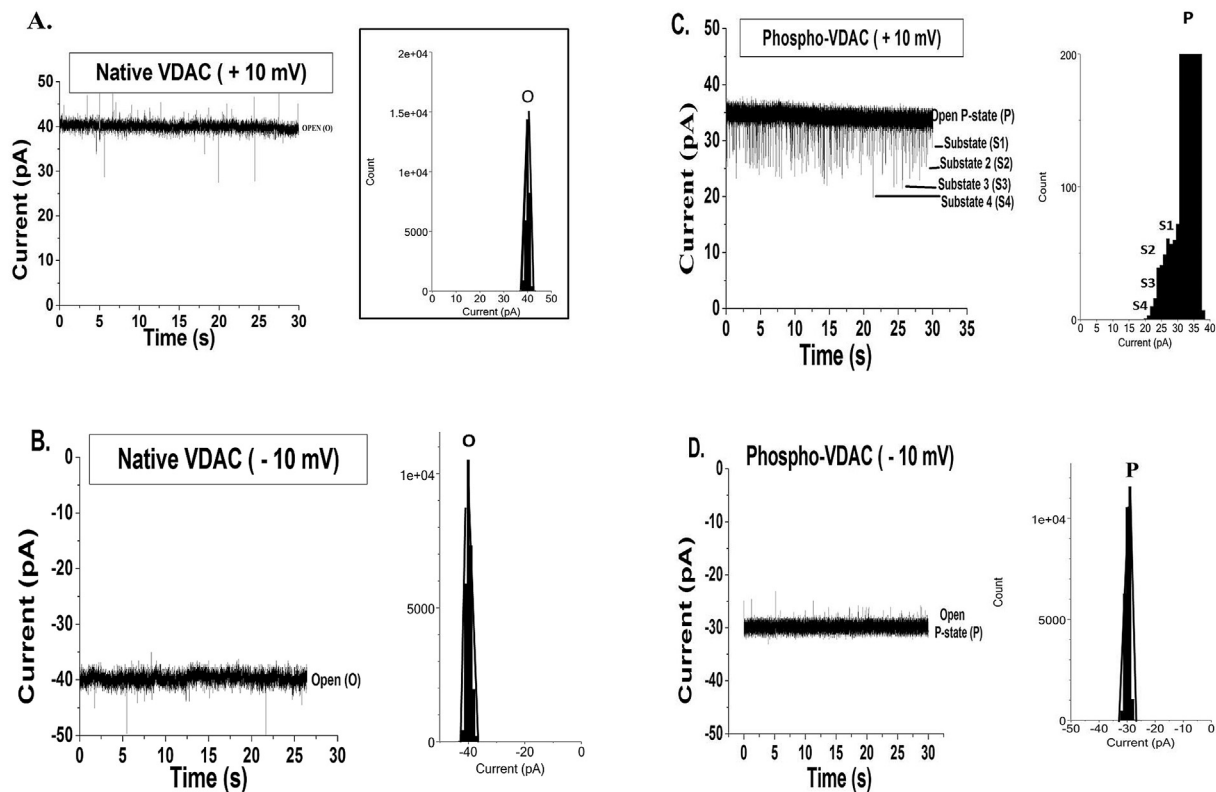 A.
Native VDAC ( + 10 mV)
Current (pA)
50
40
30
20
10
0
OPEN (O)
0 5 10 15 20 25 30
Time (s)
2e+04
1.5e+04
1e+04
5000
0
Count
O
0 10 20 30 40 50
Current (pA)
B.
Native VDAC ( - 10 mV)
Current (pA)
0
-10
-20
-30
-40
-50
Open (O)
0 5 10 15 20 25 30
Time (s)
O
1e+04
5000
0
-40 -20 0
Current (pA)
C.
Phospho-VDAC ( + 10 mV)
Current (pA)
50
40
30
20
10
0
Open P-state (P)
Substate (S1)
Substate 2 (S2)
Substate 3 (S3)
Substate 4 (S4)
0 5 10 15 20 25 30 35
Time (s)
P
200
100
0
Count
S1
S2
S3
S4
0 5 10 15 20 25 30 35 40
Current (pA)
D.
Phospho-VDAC ( - 10 mV)
Current (pA)
0
-10
-20
-30
-40
-50
Open
P-state (P)
0 5 10 15 20 25 30
Time (s)
P
1e+04
5000
0
Count
-50 -40 -30 -20 -10 0
Current (pA)